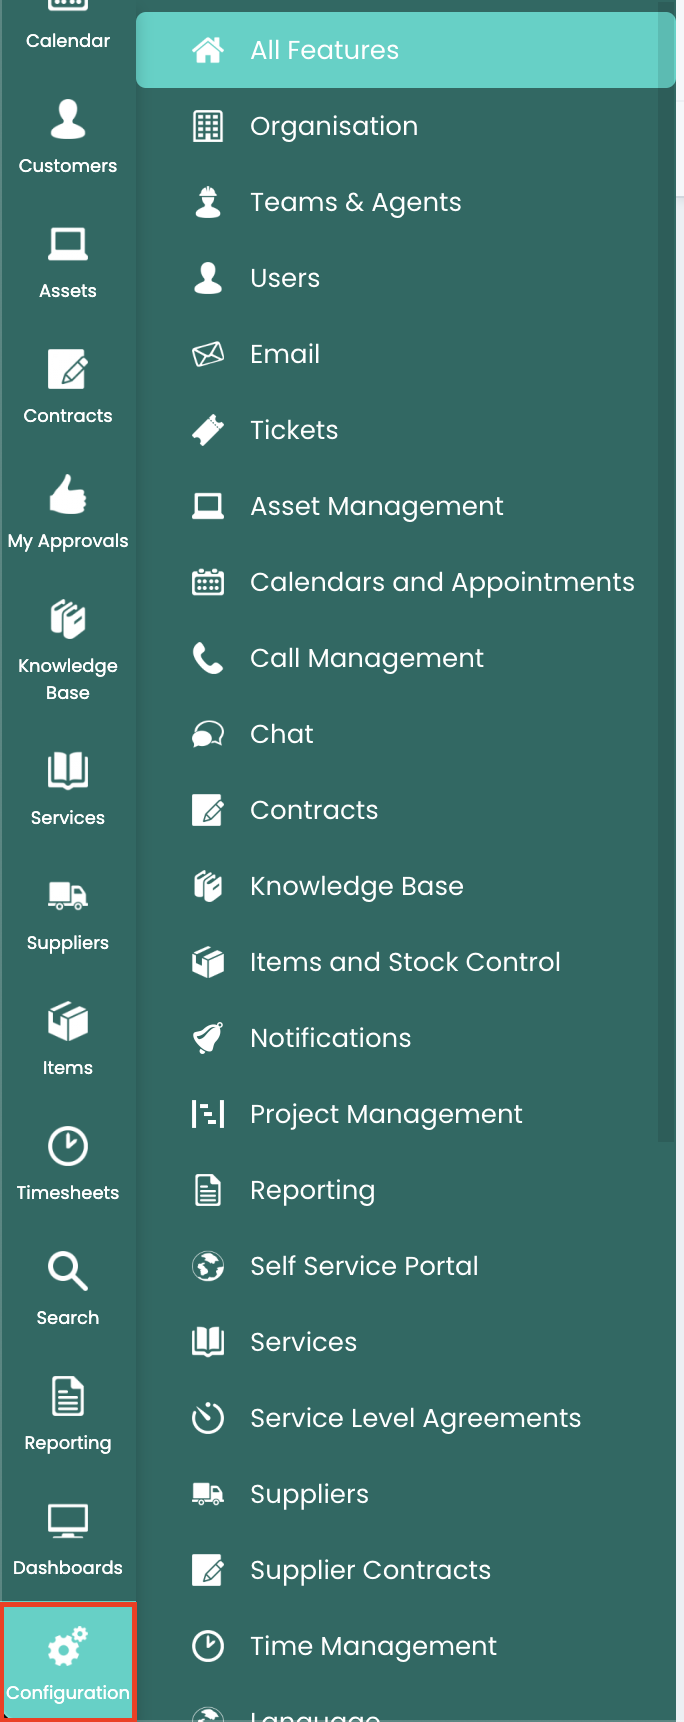 Calendar
Customers
Assets
Contracts
My Approvals
Knowledge
Base
Services
Suppliers
Items
Timesheets
Search
Reporting
Dashboards
Configuration
All Features
Organisation
Teams & Agents
Users
Email
Tickets
Asset Management
Calendars and Appointments
Call Management
Chat
Contracts
Knowledge Base
Items and Stock Control
Notifications
Project Management
Reporting
Self Service Portal
Services
Service Level Agreements
Suppliers
Supplier Contracts
Time Management
Language